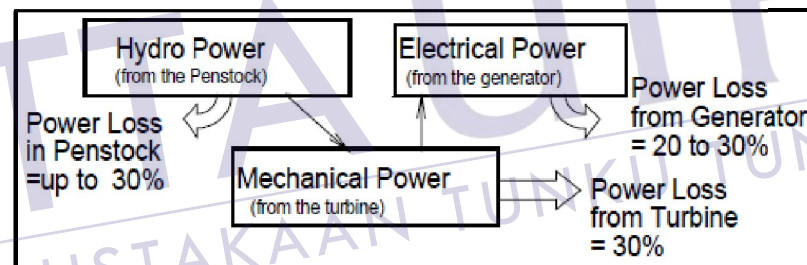 Hydro Power
(from the Penstock)
Electrical Power
(from the generator)
Power Loss
in Penstock
=up to 30%
Power Loss
from Generator
= 20 to 30%
Mechanical Power
(from the turbine)
Power Loss
from Turbine
= 30%